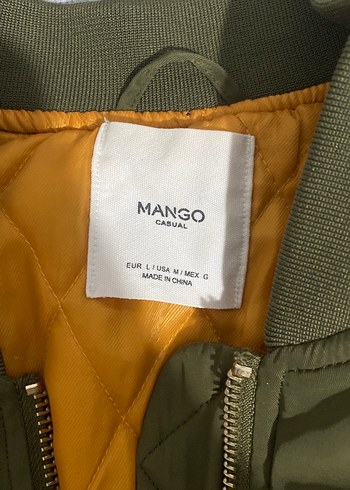 MANGO
CASUAL
EUR L / USA M / MEX G
MADE IN CHINA